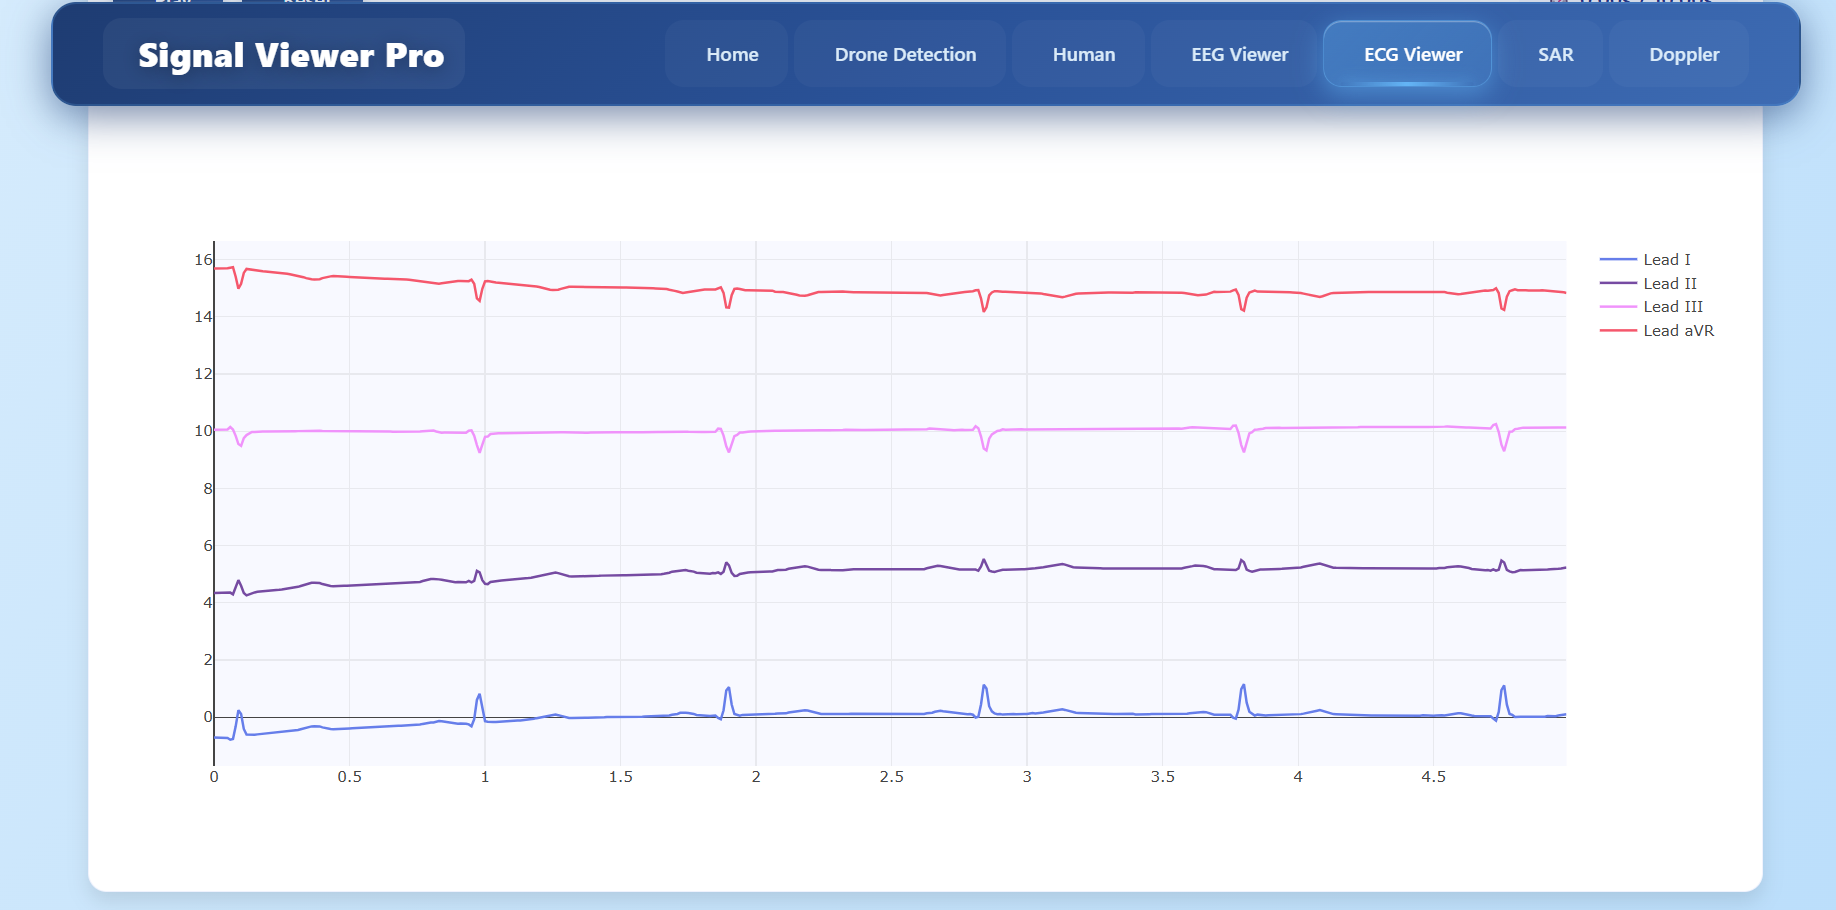 Signal Viewer Pro
Home
Drone Detection
Human
EEG Viewer
ECG Viewer
SAR
Doppler
Lead I
Lead II
Lead III
Lead aVR
16
14
12
10
8
6
4
2
0
0 0.5 1 1.5 2 2.5 3 3.5 4 4.5